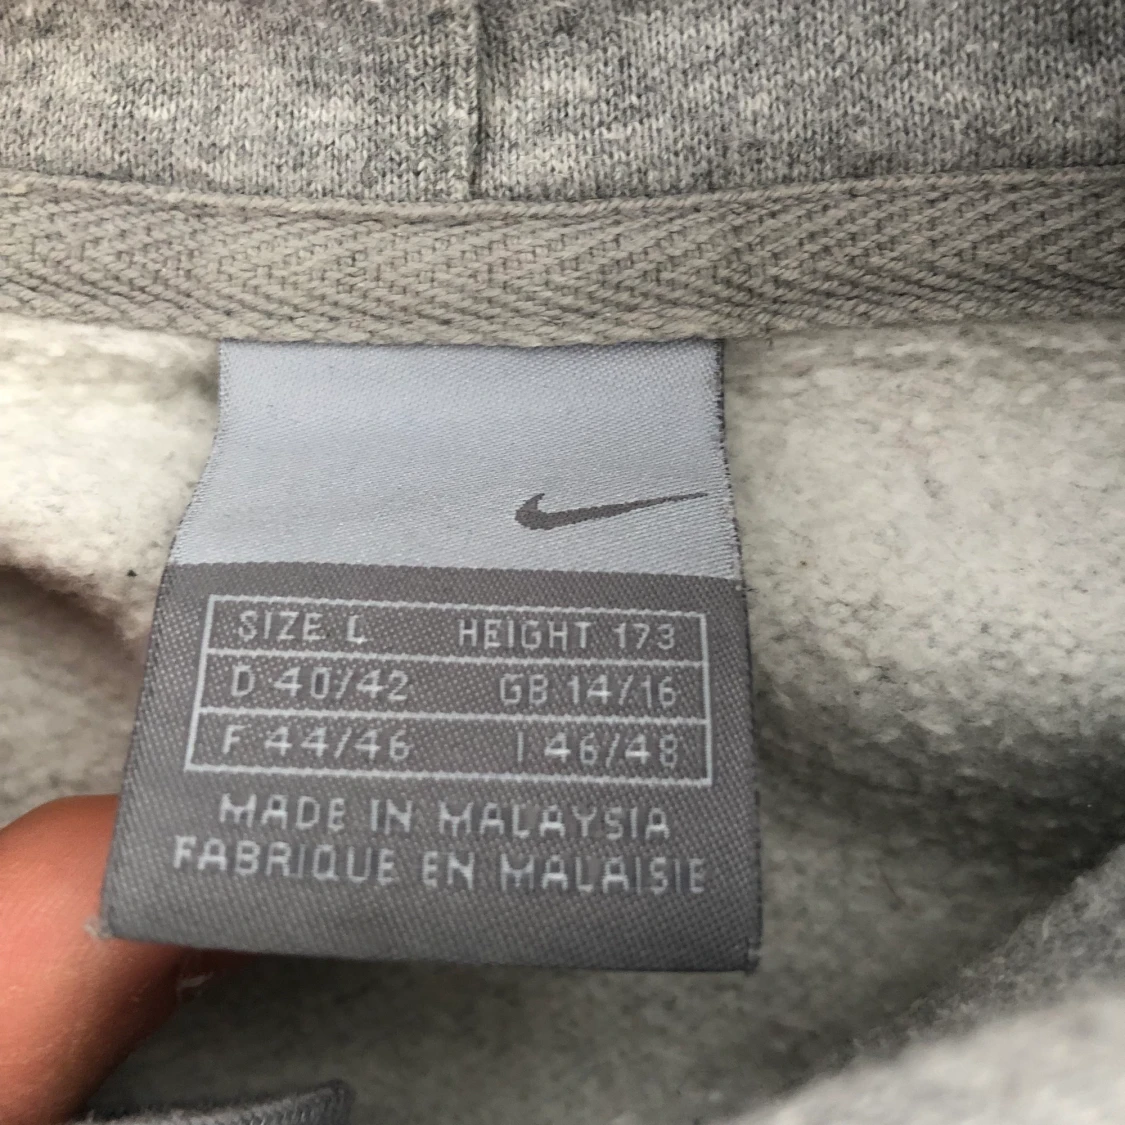 SIZE L HEIGHT 173
D 40/42 GB 14/16
F 44/46 I 46/48
MADE IN MALAYSIA
FABRIQUE EN MALAISIE